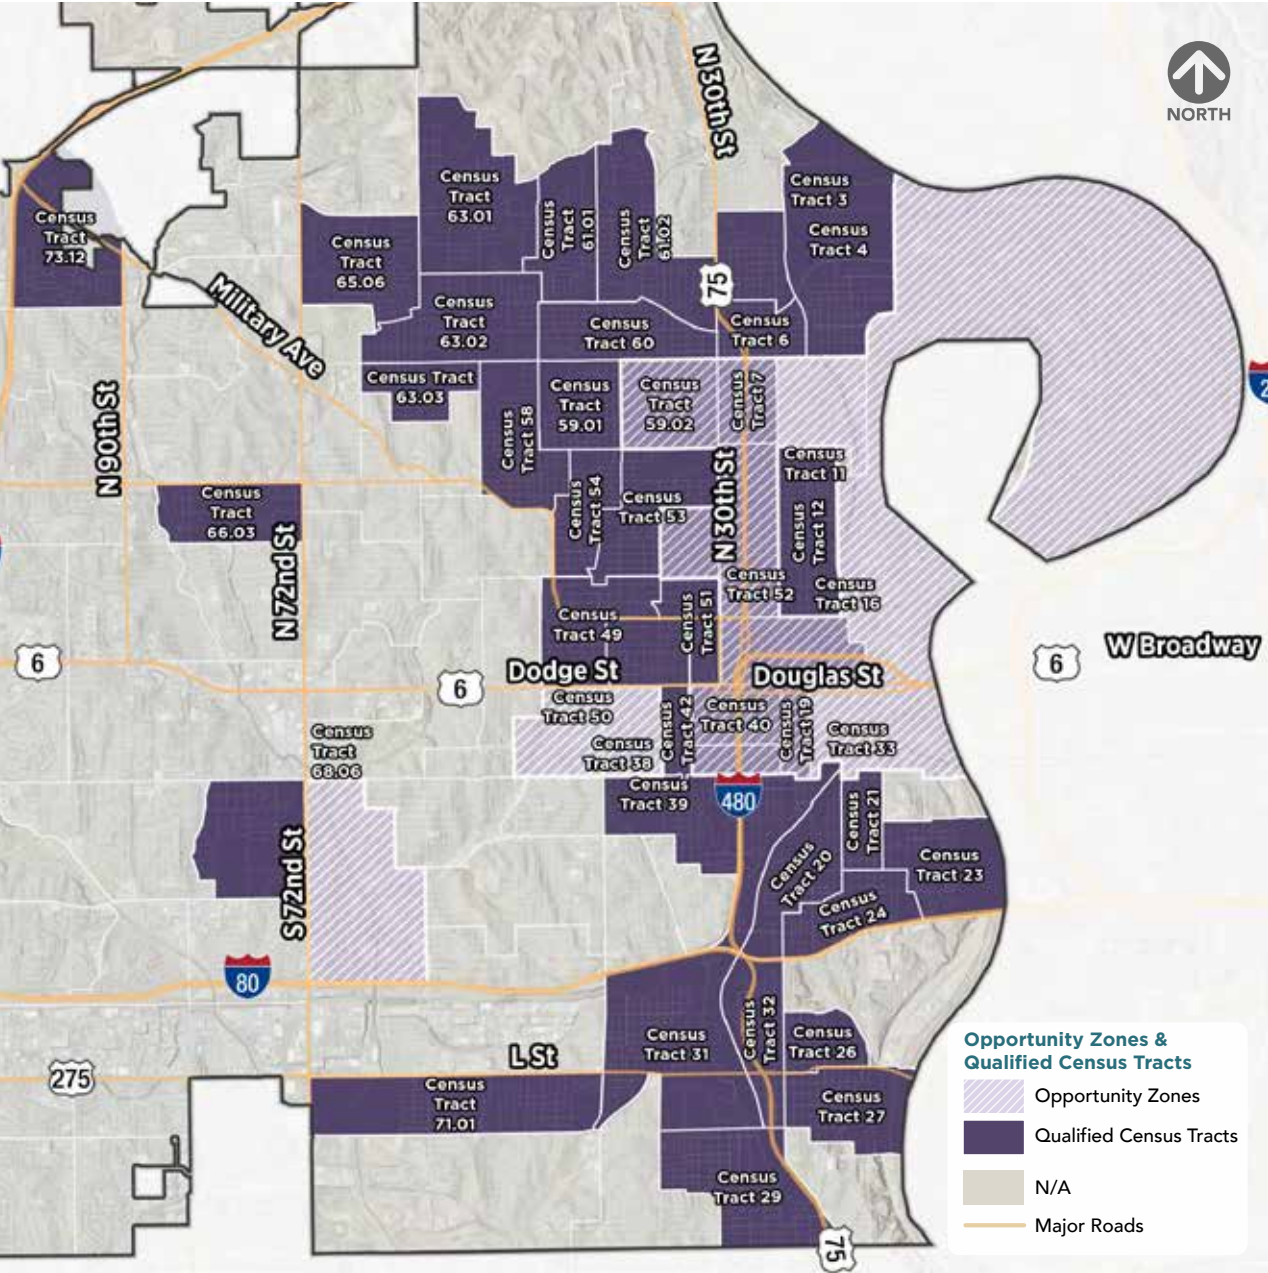 N 30th St
NORTH
Census
Tract
63.01
Census
Tract 3
Census
Tract
73.12
Census
Tract
61.01
Census
Tract
61.02
Census
Tract 4
Census
Tract
65.06
75
Military Ave
Census
Tract
63.02
Census
Tract 60
Census
Tract 6
2
Census Tract
63.03
Census
Tract
59.01
Census
Tract
59.02
Census
Tract 7
N 90th St
Census
Tract 58
Census
Tract 11
Census
Tract
66.03
Census
Tract 54
Census
Tract 53
N 30th St
Census
Tract 12
N 72nd St
Census
Tract 52
Census
Tract 16
Census
Tract 49
Census
Tract 51
6
6
Dodge St
Douglas St
6
W Broadway
Census
Tract 50
Census
Tract 42
Census
Tract 40
Census
Tract 19
Census
Tract 33
Census
Tract
68.06
Census
Tract 38
Census
Tract 39
480
Census
Tract 21
S 72nd St
Census
Tract 20
Census
Tract 23
Census
Tract 24
80
Census
Tract 31
Census
Tract 32
Census
Tract 26
L St
275
Census
Tract
71.01
Census
Tract 27
Census
Tract 29
75
Opportunity Zones &
Qualified Census Tracts
Opportunity Zones
Qualified Census Tracts
N/A
Major Roads